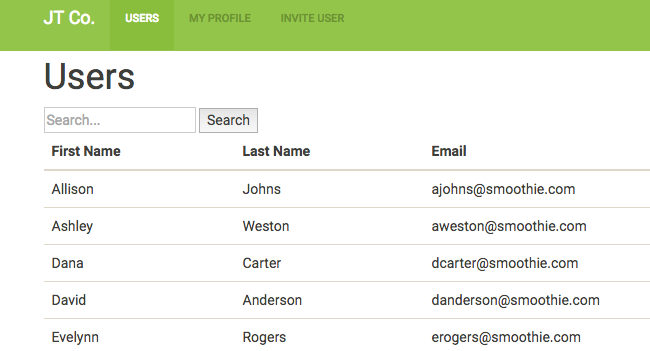 JT Co. USERS MY PROFILE INVITE USER
Users
Search... Search
First Name Last Name Email
Allison Johns ajohns@smoothie.com
Ashley Weston aweston@smoothie.com
Dana Carter dcarter@smoothie.com
David Anderson danderson@smoothie.com
Evelynn Rogers erogers@smoothie.com